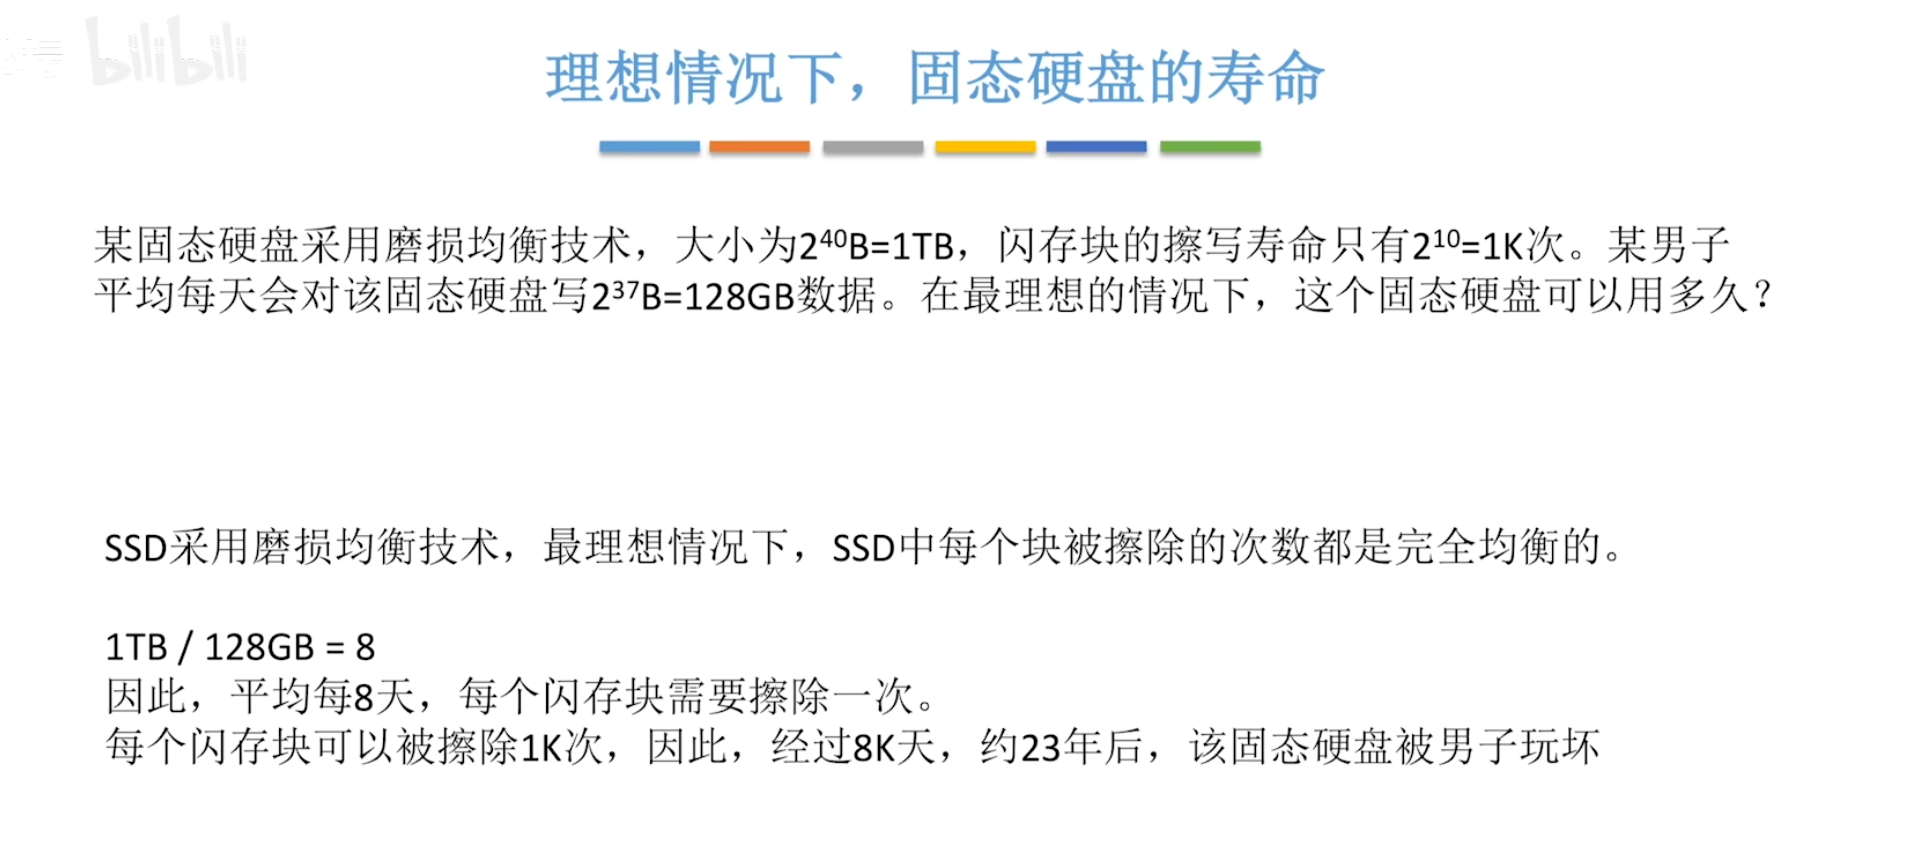 bilibili
理想情况下，固态硬盘的寿命
某固态硬盘采用磨损均衡技术，大小为2⁴⁰B=1TB，闪存块的擦写寿命只有2¹⁰=1K次。某男子
平均每天会对该固态硬盘写2³⁷B=128GB数据。在最理想的情况下，这个固态硬盘可以用多久？
SSD采用磨损均衡技术，最理想情况下，SSD中每个块被擦除的次数都是完全均衡的。
1TB / 128GB = 8
因此，平均每8天，每个闪存块需要擦除一次。
每个闪存块可以被擦除1K次，因此，经过8K天，约23年后，该固态硬盘被男子玩坏